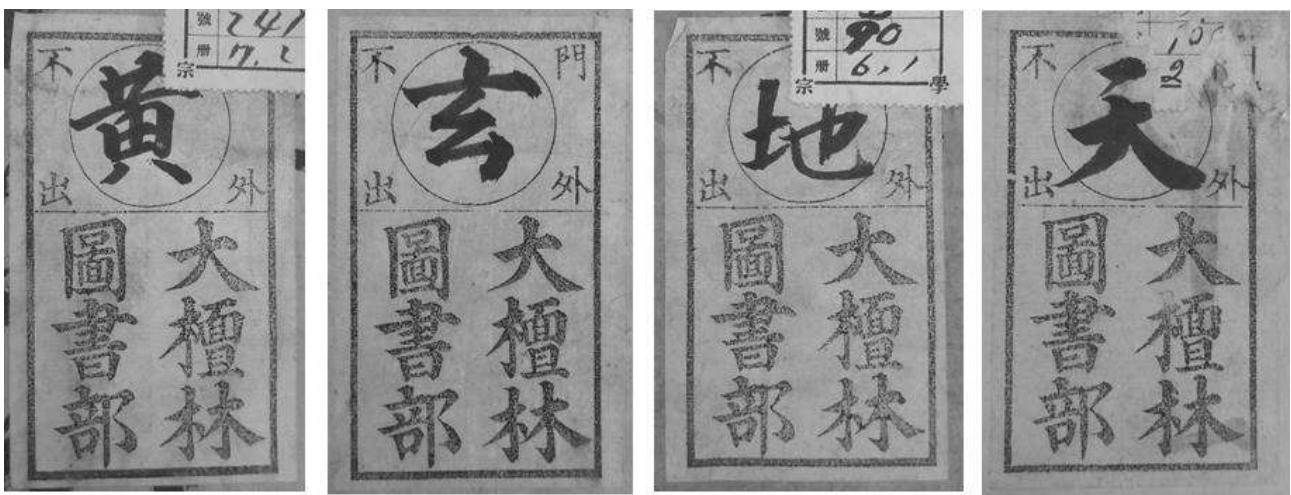 天
外
不出
大檀林
圖書部
號 90
冊 6,1
宗學
地
外
不出
大檀林
圖書部
門外
玄
不出
大檀林
圖書部
號 241
冊
宗
黃
外
不出
大檀林
圖書部